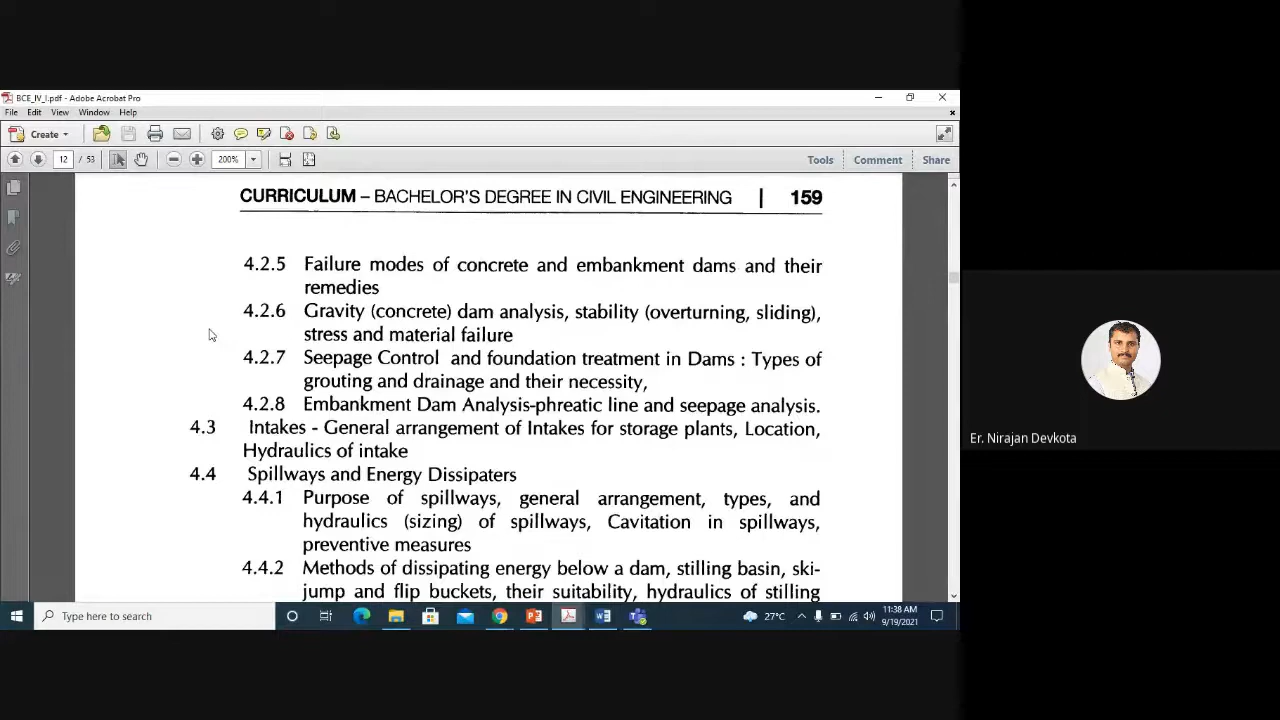 BCE_IV_I.pdf - Adobe Acrobat Pro
File Edit View Window Help
Create
Tools Comment Share
12 / 53 200%
CURRICULUM – BACHELOR'S DEGREE IN CIVIL ENGINEERING | 159
4.2.5 Failure modes of concrete and embankment dams and their
remedies
4.2.6 Gravity (concrete) dam analysis, stability (overturning, sliding),
stress and material failure
4.2.7 Seepage Control and foundation treatment in Dams : Types of
grouting and drainage and their necessity,
4.2.8 Embankment Dam Analysis-phreatic line and seepage analysis.
4.3 Intakes - General arrangement of Intakes for storage plants, Location,
Hydraulics of intake
4.4 Spillways and Energy Dissipaters
4.4.1 Purpose of spillways, general arrangement, types, and
hydraulics (sizing) of spillways, Cavitation in spillways,
preventive measures
4.4.2 Methods of dissipating energy below a dam, stilling basin, ski-
jump and flip buckets, their suitability, hydraulics of stilling
Er. Nirajan Devkota
Type here to search
27°C
11:38 AM
9/19/2021